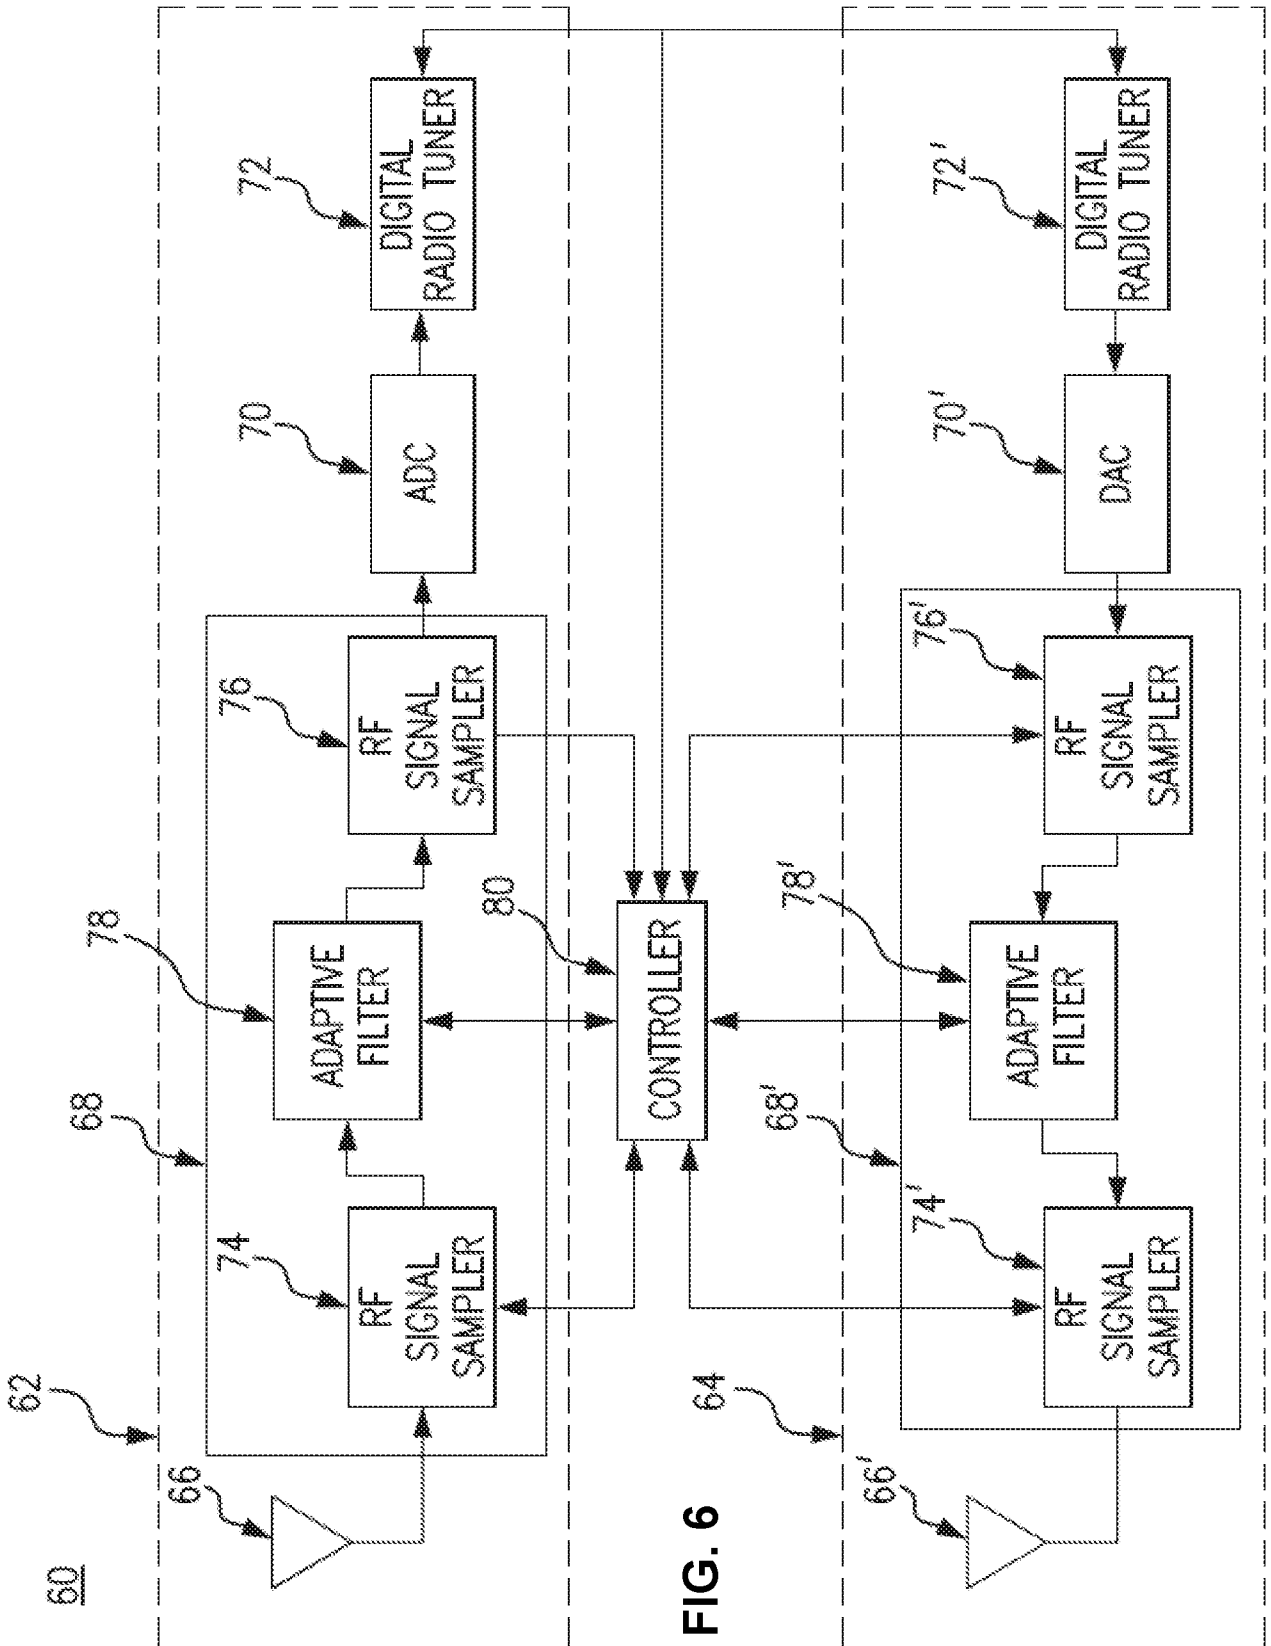 60
62
66
68
74
RF
SIGNAL
SAMPLER
78
ADAPTIVE
FILTER
76
RF
SIGNAL
SAMPLER
70
ADC
72
DIGITAL
RADIO TUNER
80
CONTROLLER
FIG. 6
64
66'
68'
74'
RF
SIGNAL
SAMPLER
78'
ADAPTIVE
FILTER
76'
RF
SIGNAL
SAMPLER
70'
DAC
72'
DIGITAL
RADIO TUNER